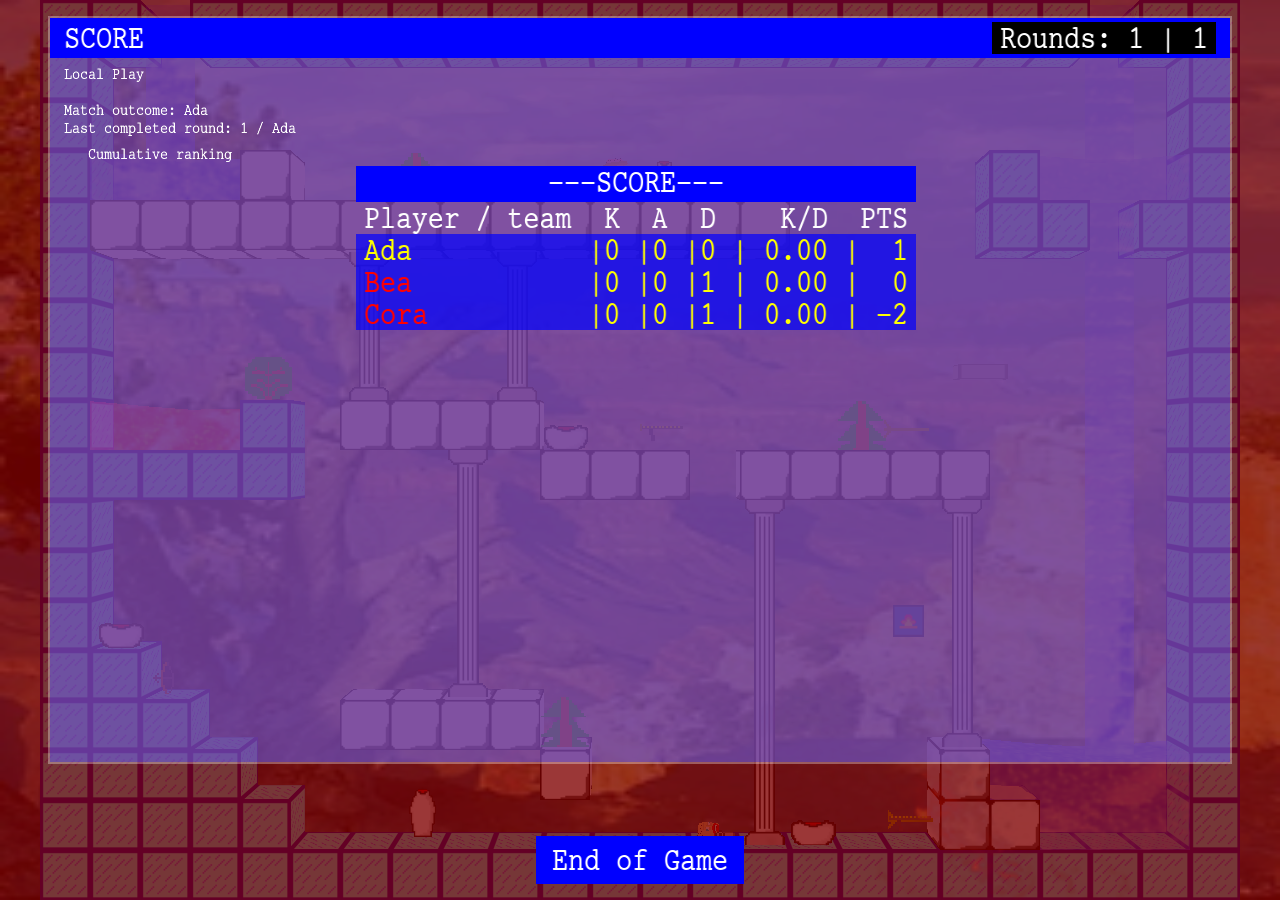 SCORE
Rounds: 1 | 1
Local Play
Match outcome: Ada
Last completed round: 1 / Ada
Cumulative ranking
---SCORE---
Player / team K A D K/D PTS
Ada |0 |0 |0 | 0.00 | 1
Bea |0 |0 |1 | 0.00 | 0
Cora |0 |0 |1 | 0.00 | -2
End of Game